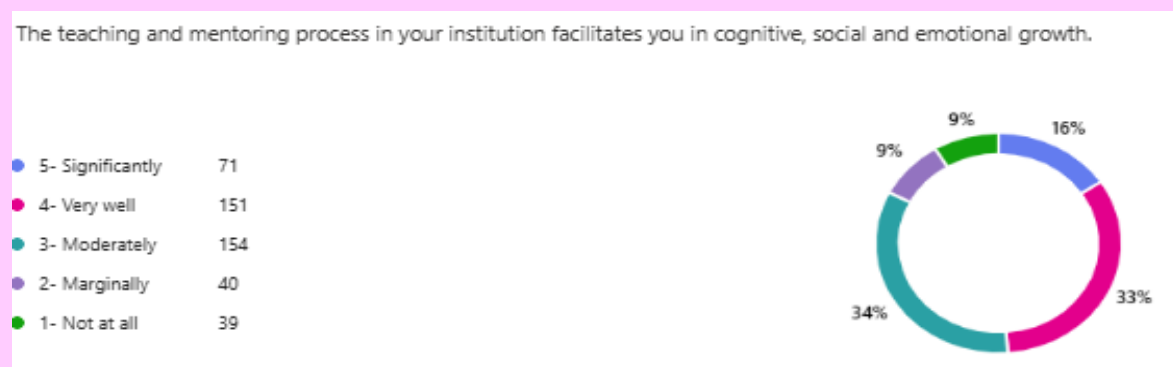 The teaching and mentoring process in your institution facilitates you in cognitive, social and emotional growth.
5- Significantly 71
4- Very well 151
3- Moderately 154
2- Marginally 40
1- Not at all 39
9%
16%
9%
33%
34%